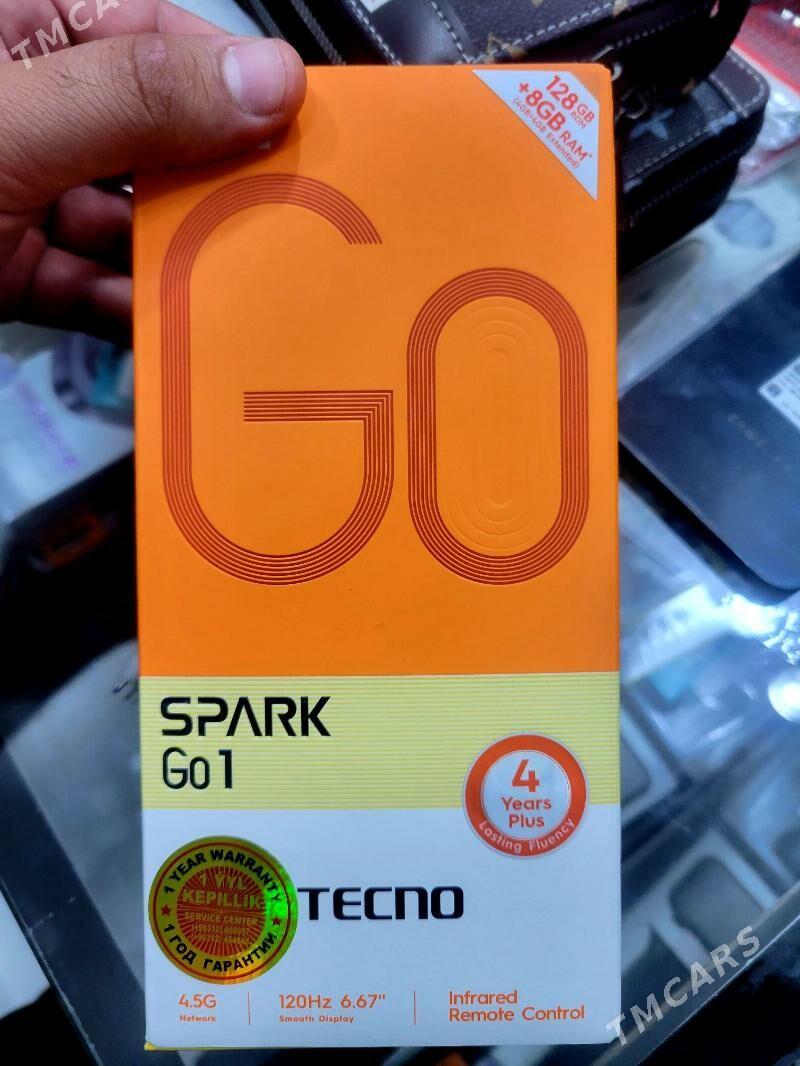 TMCARS
128GB
ROM
+8GB RAM*
(4GB+4GB Extended)
Go
SPARK
Go 1
4
Years
Plus
Lasting Fluency
1 YEAR WARRANTY
1 ÝYL
KEPILLIK
SERVICE CENTER
1 ГОД ГАРАНТИИ
TECNO
4.5G
Network
120Hz 6.67"
Smooth Display
Infrared
Remote Control
TMCARS